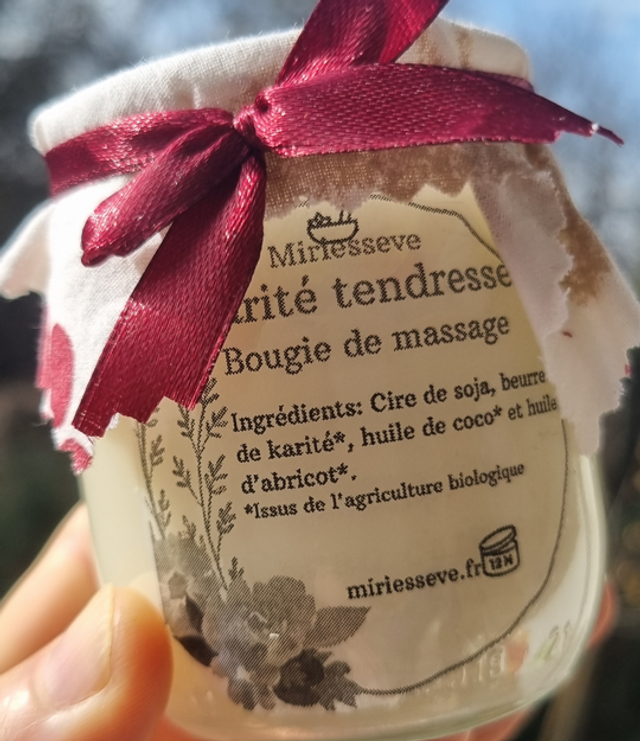 Miriesseve
arité tendresse
Bougie de massage
Ingrédients: Cire de soja, beurre
de karité*, huile de coco* et huile
d'abricot*.
*Issus de l'agriculture biologique
miriesseve.fr
12M